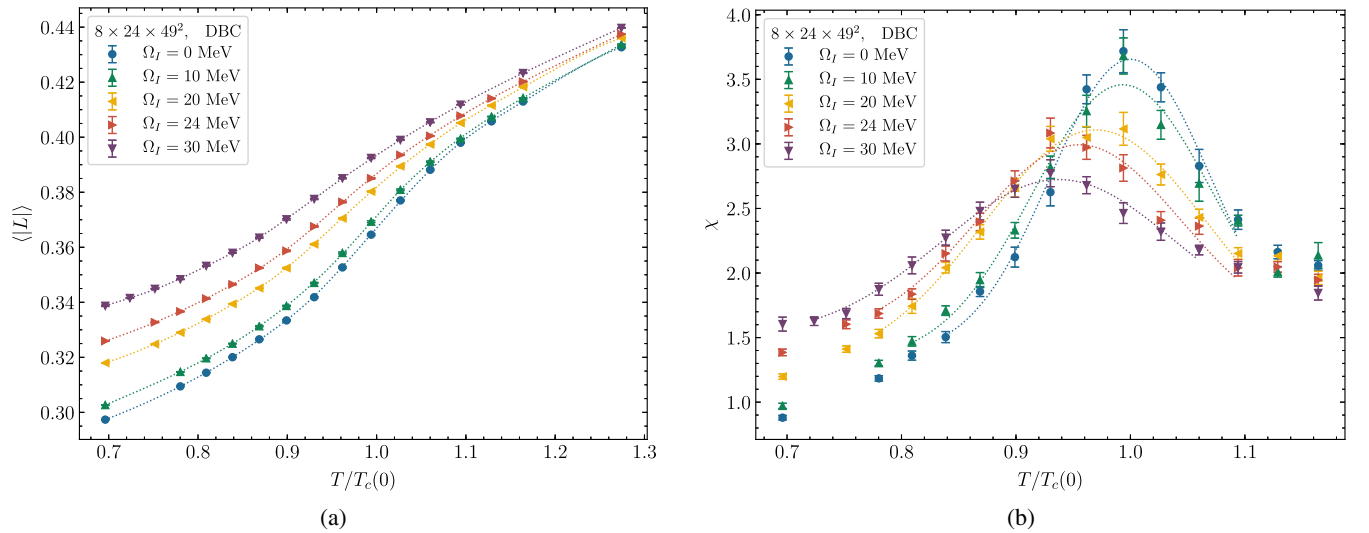 0.44
0.42
0.40
0.38
0.36
0.34
0.32
0.30
⟨|L|⟩
8 × 24 × 49², DBC
Ω_I = 0 MeV
Ω_I = 10 MeV
Ω_I = 20 MeV
Ω_I = 24 MeV
Ω_I = 30 MeV
0.7 0.8 0.9 1.0 1.1 1.2 1.3
T/T_c(0)
(a)
4.0
3.5
3.0
2.5
2.0
1.5
1.0
χ
8 × 24 × 49², DBC
Ω_I = 0 MeV
Ω_I = 10 MeV
Ω_I = 20 MeV
Ω_I = 24 MeV
Ω_I = 30 MeV
0.7 0.8 0.9 1.0 1.1
T/T_c(0)
(b)